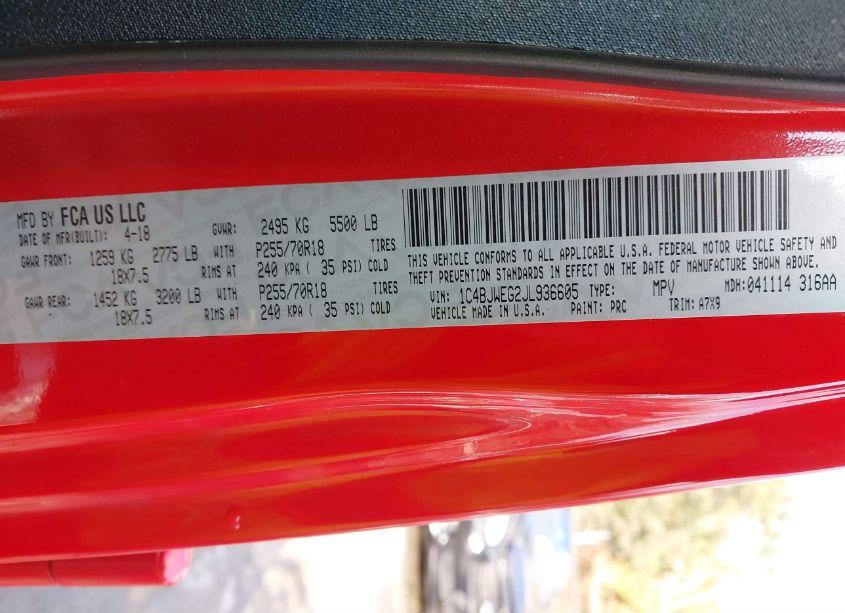 MFD BY FCA US LLC
DATE OF MFR(BUILT): 4-18 GVWR: 2495 KG 5500 LB
GAWR FRONT: 1259 KG 2775 LB WITH P255/70R18 TIRES
18X7.5 RIMS AT 240 KPA ( 35 PSI) COLD
GAWR REAR: 1452 KG 3200 LB WITH P255/70R18 TIRES
18X7.5 RIMS AT 240 KPA ( 35 PSI) COLD
THIS VEHICLE CONFORMS TO ALL APPLICABLE U.S.A. FEDERAL MOTOR VEHICLE SAFETY AND
THEFT PREVENTION STANDARDS IN EFFECT ON THE DATE OF MANUFACTURE SHOWN ABOVE.
VIN: 1C4BJWEG2JL936605 TYPE: MPV MDH:041114 316AA
VEHICLE MADE IN U.S.A. PAINT: PRC TRIM: A7X9